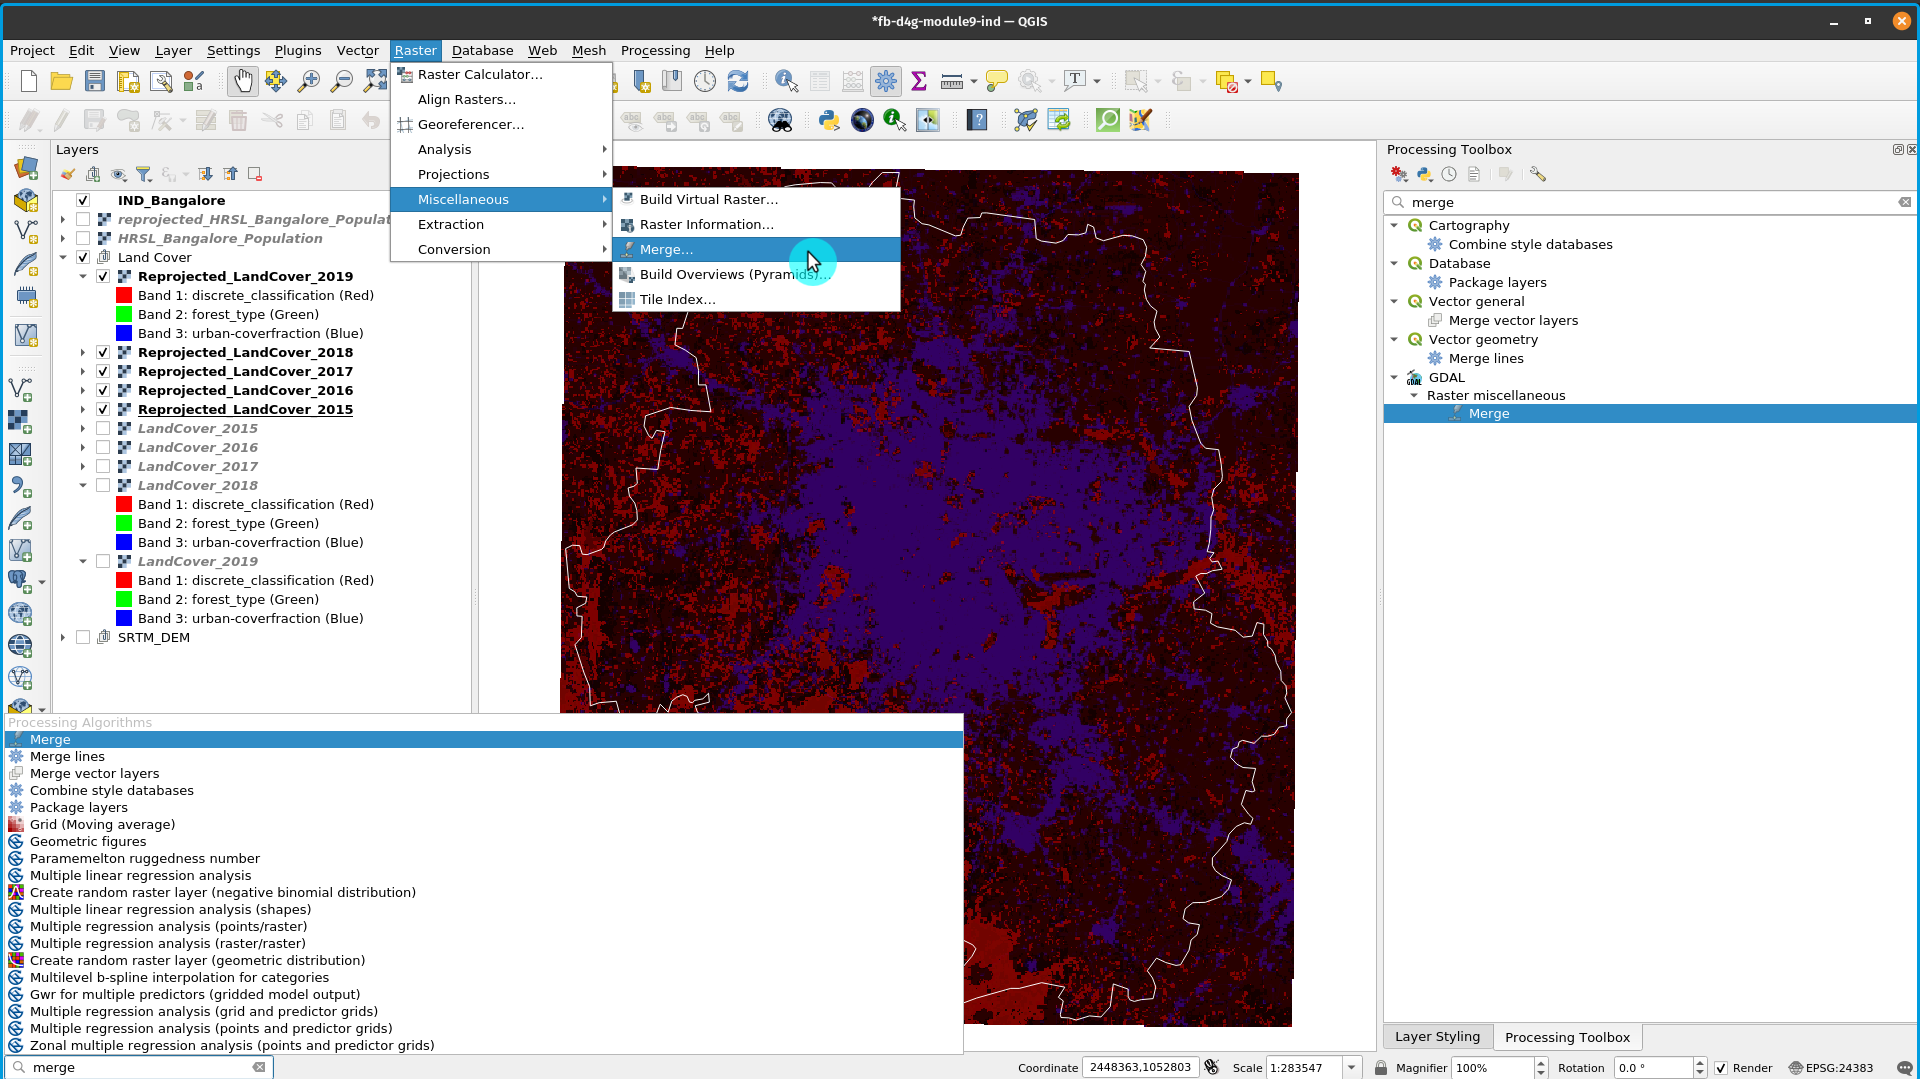 *fb-d4g-module9-ind — QGIS
Project Edit View Layer Settings Plugins Vector Raster Database Web Mesh Processing Help
Raster Calculator…
Align Rasters…
Georeferencer…
Analysis
Projections
Miscellaneous
Extraction
Conversion
Build Virtual Raster…
Raster Information…
Merge…
Build Overviews (Pyramids)…
Tile Index…
Layers
IND_Bangalore
reprojected_HRSL_Bangalore_Populat
HRSL_Bangalore_Population
Land Cover
Reprojected_LandCover_2019
Band 1: discrete_classification (Red)
Band 2: forest_type (Green)
Band 3: urban-coverfraction (Blue)
Reprojected_LandCover_2018
Reprojected_LandCover_2017
Reprojected_LandCover_2016
Reprojected_LandCover_2015
LandCover_2015
LandCover_2016
LandCover_2017
LandCover_2018
Band 1: discrete_classification (Red)
Band 2: forest_type (Green)
Band 3: urban-coverfraction (Blue)
LandCover_2019
Band 1: discrete_classification (Red)
Band 2: forest_type (Green)
Band 3: urban-coverfraction (Blue)
SRTM_DEM
Processing Toolbox
merge
Cartography
Combine style databases
Database
Package layers
Vector general
Merge vector layers
Vector geometry
Merge lines
GDAL
Raster miscellaneous
Merge
Layer Styling Processing Toolbox
Processing Algorithms
Merge
Merge lines
Merge vector layers
Combine style databases
Package layers
Grid (Moving average)
Geometric figures
Paramemelton ruggedness number
Multiple linear regression analysis
Create random raster layer (negative binomial distribution)
Multiple linear regression analysis (shapes)
Multiple regression analysis (points/raster)
Multiple regression analysis (raster/raster)
Create random raster layer (geometric distribution)
Multilevel b-spline interpolation for categories
Gwr for multiple predictors (gridded model output)
Multiple regression analysis (grid and predictor grids)
Multiple regression analysis (points and predictor grids)
Zonal multiple regression analysis (points and predictor grids)
merge
Coordinate 2448363,1052803 Scale 1:283547 Magnifier 100% Rotation 0.0 ° Render EPSG:24383